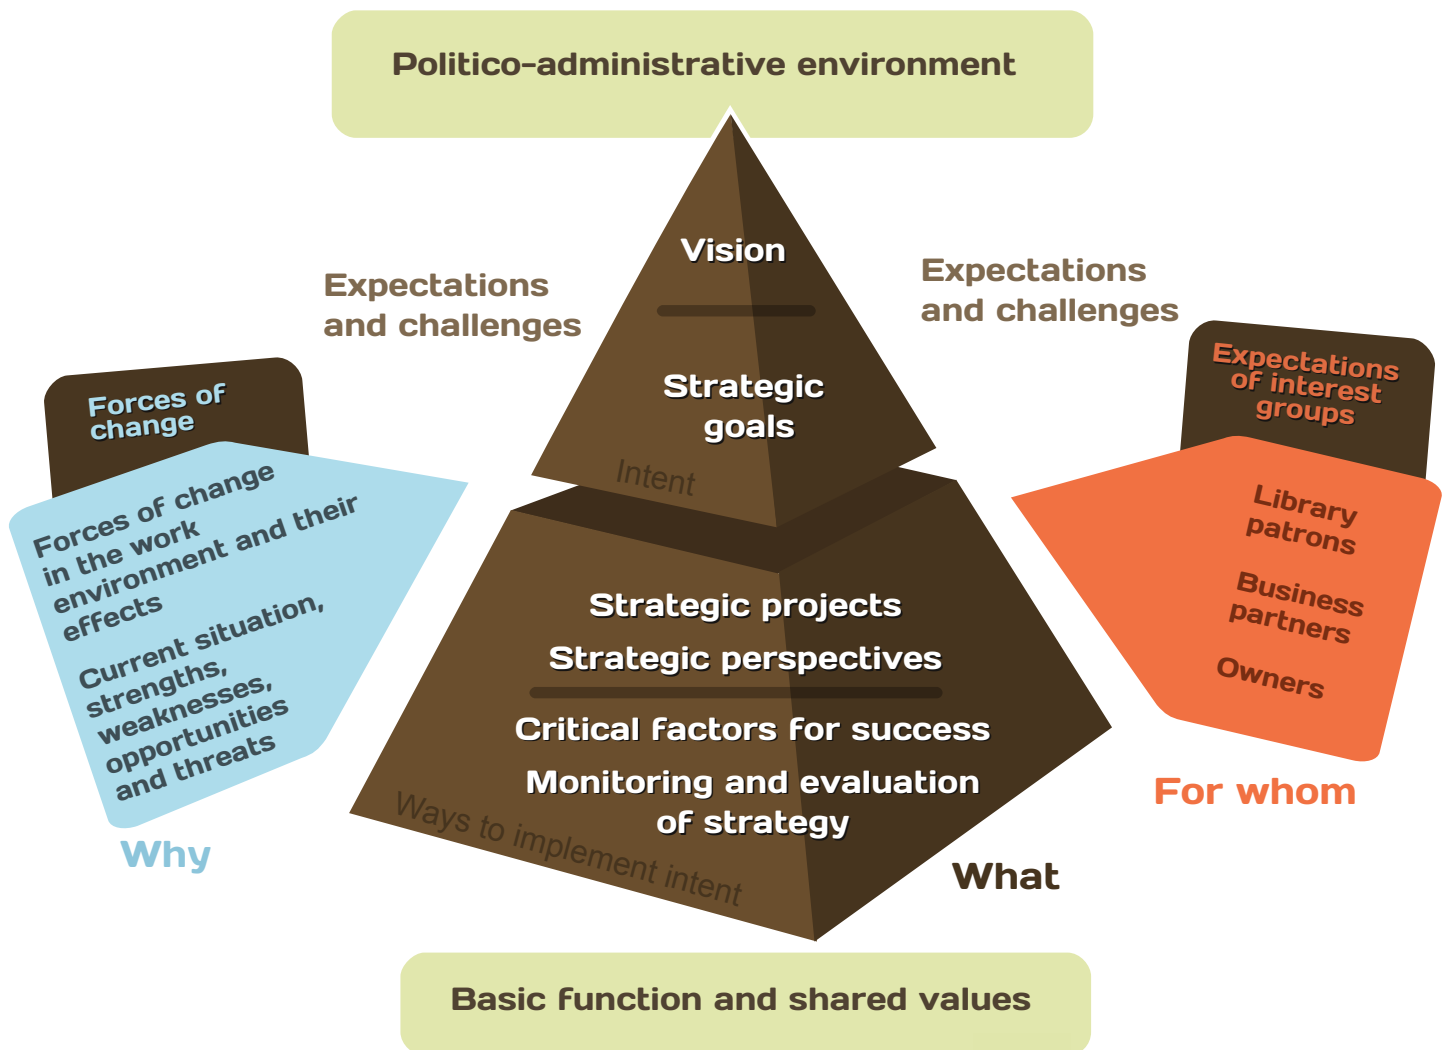 Politico-administrative environment
Vision
Expectations
and challenges
Expectations
and challenges
Strategic
goals
Intent
Forces of
change
Forces of change
in the work
environment and their
effects
Current situation,
strengths,
weaknesses,
opportunities
and threats
Why
Expectations
of interest
groups
Library
patrons
Business
partners
Owners
For whom
Strategic projects
Strategic perspectives
Critical factors for success
Monitoring and evaluation
of strategy
Ways to implement intent
What
Basic function and shared values